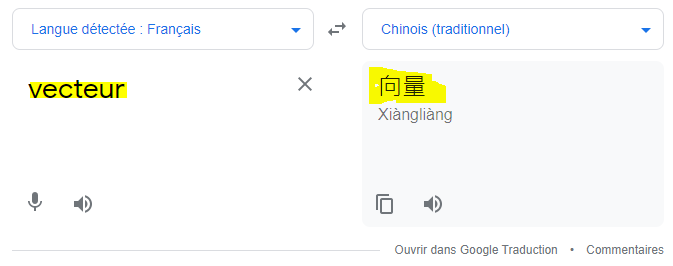 Langue détectée : Français
Chinois (traditionnel)
vecteur
向量
Xiàngliàng
Ouvrir dans Google Traduction • Commentaires